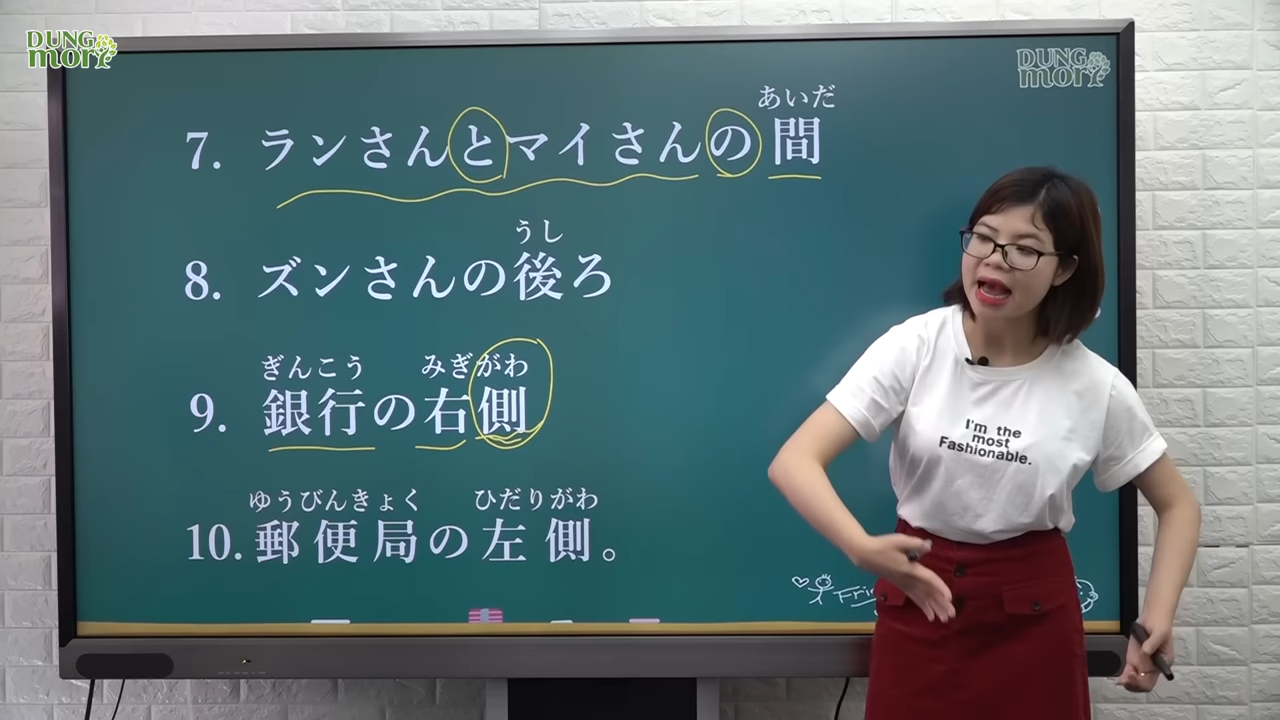 DUNG
mori
DUNG
mori
あいだ
7. ランさんとマイさんの間
うし
8. ズンさんの後ろ
ぎんこう みぎがわ
9. 銀行の右側
ゆうびんきょく ひだりがわ
10. 郵便局の左側。
I'm the
most
Fashionable.